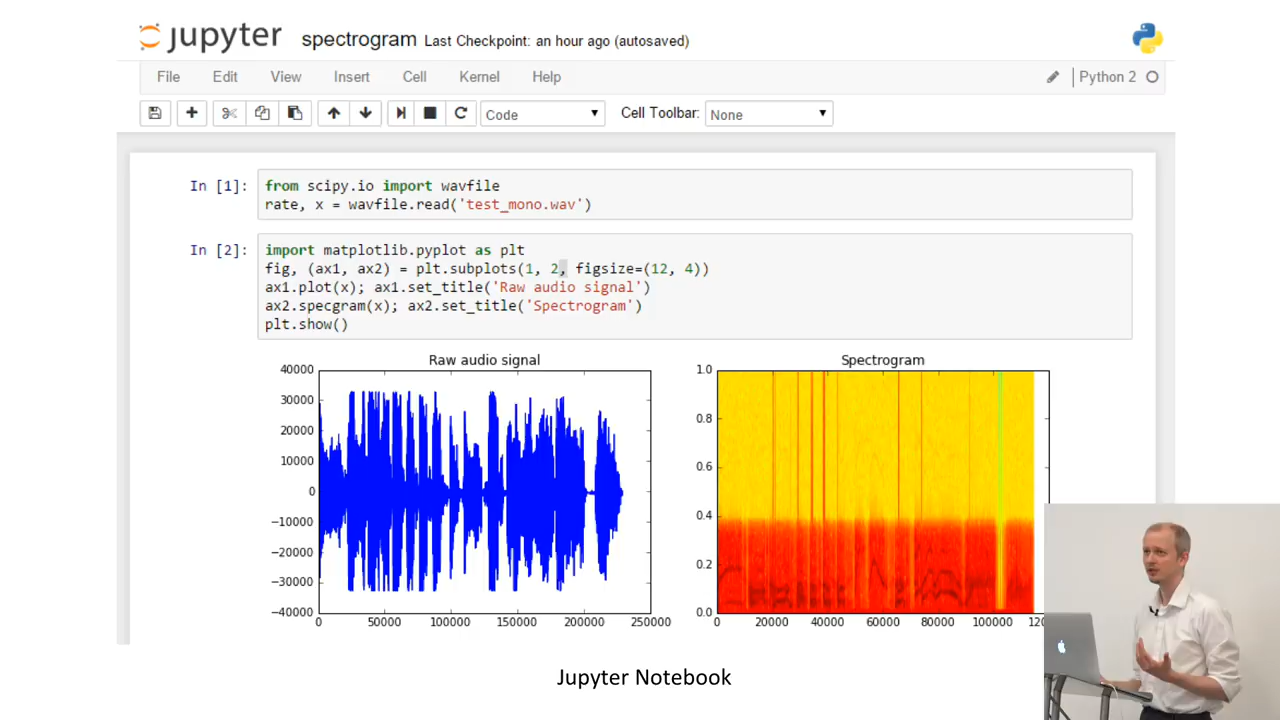 jupyter spectrogram Last Checkpoint: an hour ago (autosaved)
File Edit View Insert Cell Kernel Help Python 2
Code Cell Toolbar: None
In [1]: from scipy.io import wavfile
rate, x = wavfile.read('test_mono.wav')
In [2]: import matplotlib.pyplot as plt
fig, (ax1, ax2) = plt.subplots(1, 2, figsize=(12, 4))
ax1.plot(x); ax1.set_title('Raw audio signal')
ax2.specgram(x); ax2.set_title('Spectrogram')
plt.show()
Raw audio signal
40000
30000
20000
10000
0
−10000
−20000
−30000
−40000
0 50000 100000 150000 200000 250000
Spectrogram
1.0
0.8
0.6
0.4
0.2
0.0
0 20000 40000 60000 80000 100000
Jupyter Notebook